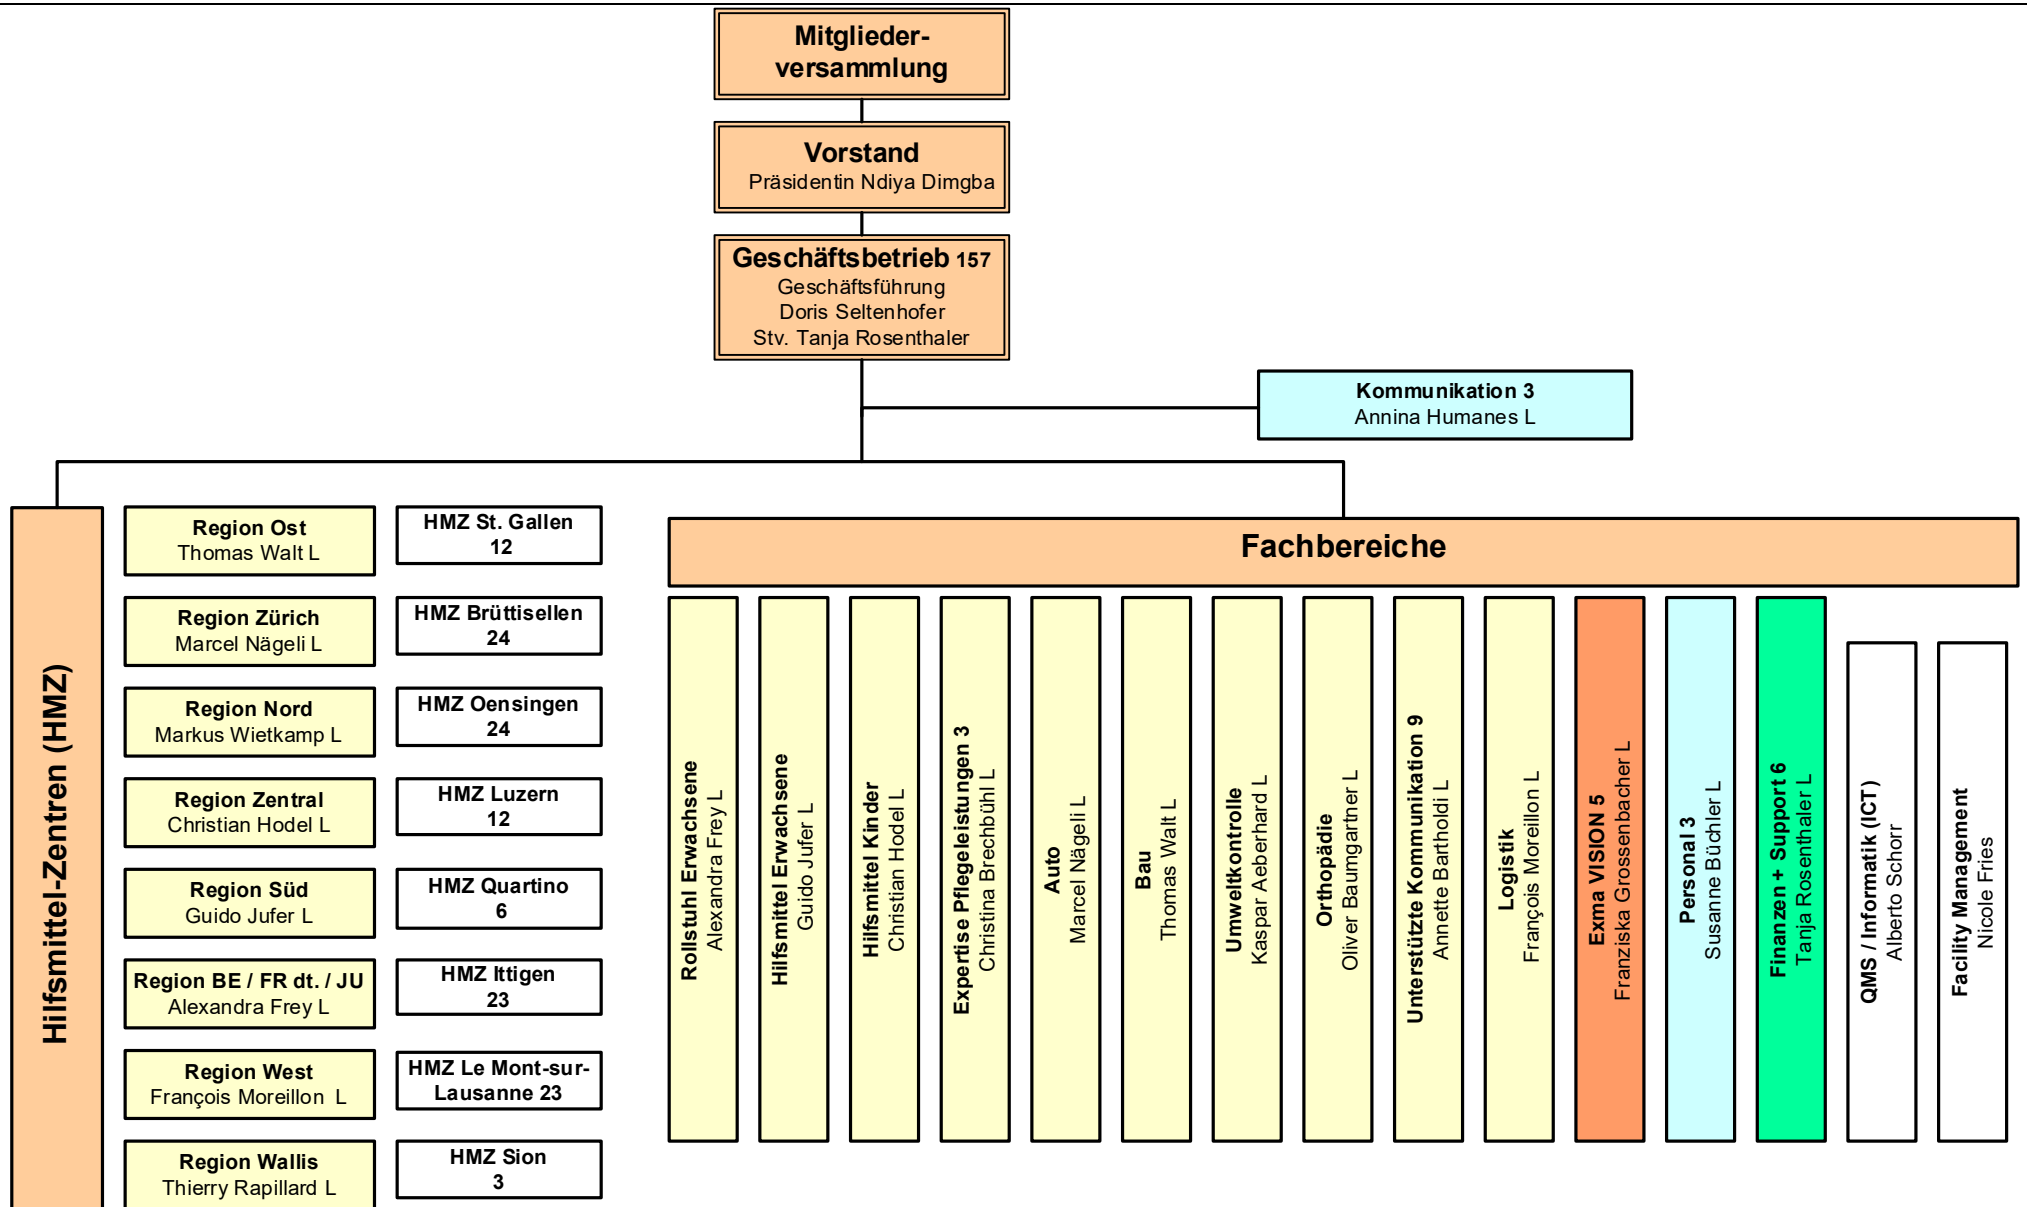 Mitglieder-
versammlung
Vorstand
Präsidentin Ndiya Dimgba
Geschäftsbetrieb 157
Geschäftsführung
Doris Seltenhofer
Stv. Tanja Rosenthaler
Kommunikation 3
Annina Humanes L
Hilfsmittel-Zentren (HMZ)
Region Ost
Thomas Walt L
HMZ St. Gallen
12
Region Zürich
Marcel Nägeli L
HMZ Brüttisellen
24
Region Nord
Markus Wietkamp L
HMZ Oensingen
24
Region Zentral
Christian Hodel L
HMZ Luzern
12
Region Süd
Guido Jufer L
HMZ Quartino
6
Region BE / FR dt. / JU
Alexandra Frey L
HMZ Ittigen
23
Region West
François Moreillon L
HMZ Le Mont-sur-
Lausanne 23
Region Wallis
Thierry Rapillard L
HMZ Sion
3
Fachbereiche
Rollstuhl Erwachsene
Alexandra Frey L
Hilfsmittel Erwachsene
Guido Jufer L
Hilfsmittel Kinder
Christian Hodel L
Expertise Pflegeleistungen 3
Christina Brechbühl L
Auto
Marcel Nägeli L
Bau
Thomas Walt L
Umweltkontrolle
Kaspar Aeberhard L
Orthopädie
Oliver Baumgartner L
Unterstützte Kommunikation 9
Annette Bartholdi L
Logistik
François Moreillon L
Exma VISION 5
Franziska Grossenbacher L
Personal 3
Susanne Büchler L
Finanzen + Support 6
Tanja Rosenthaler L
QMS / Informatik (ICT)
Alberto Schorr
Facility Management
Nicole Fries